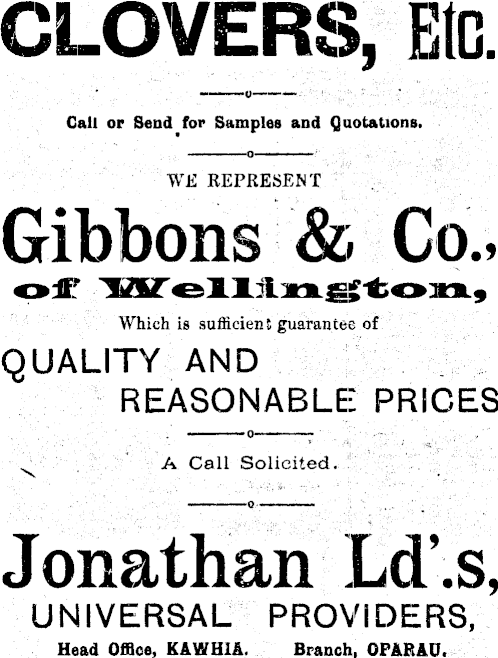 CLOVERS, Etc.
Call or Send for Samples and Quotations.
WE REPRESENT
Gibbons & Co.,
of Wellington,
Which is sufficient guarantee of
QUALITY AND
REASONABLE PRICES
A Call Solicited.
Jonathan Ld'.s,
UNIVERSAL PROVIDERS,
Head Office, KAWHIA. Branch, OPARAU.